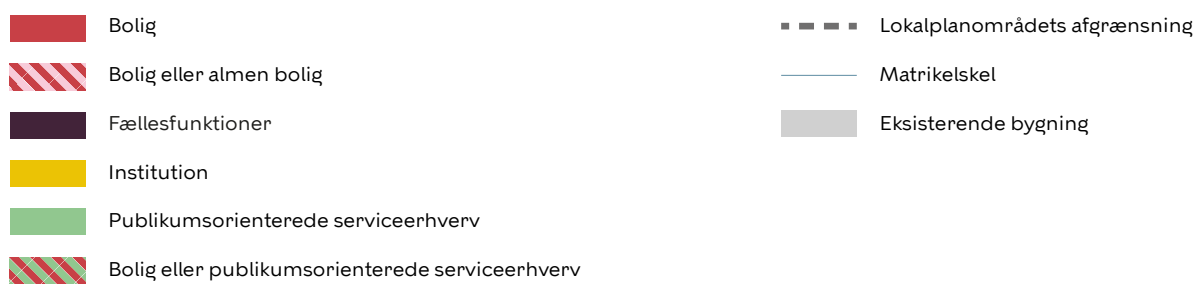 Bolig
Bolig eller almen bolig
Fællesfunktioner
Institution
Publikumsorienterede serviceerhverv
Bolig eller publikumsorienterede serviceerhverv
Lokalplanområdets afgrænsning
Matrikelskel
Eksisterende bygning